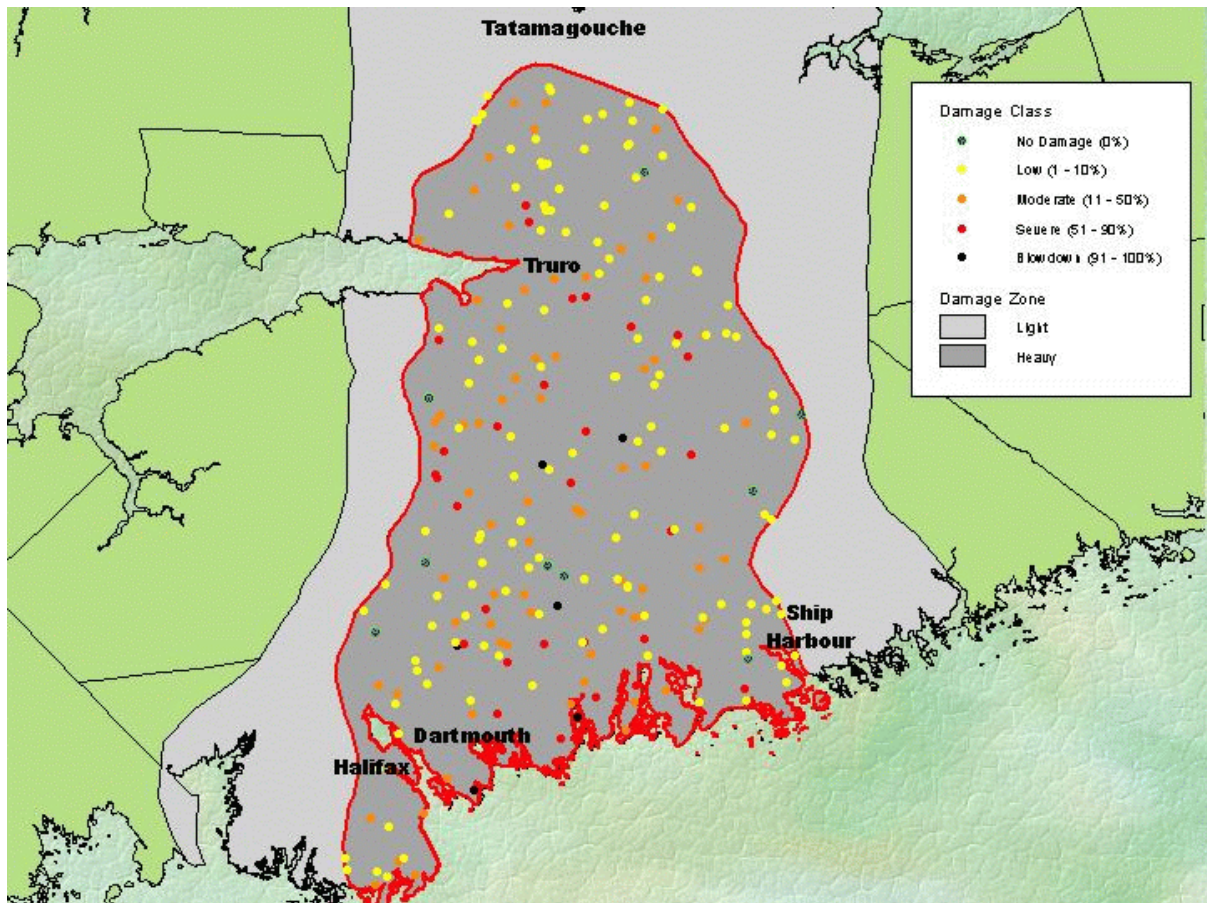 Tatamagouche
Damage Class
No Damage (0%)
Low (1 - 10%)
Moderate (11 - 50%)
Severe (51 - 90%)
Blowdown (91 - 100%)
Truro
Damage Zone
Light
Heavy
Ship
Harbour
Dartmouth
Halifax